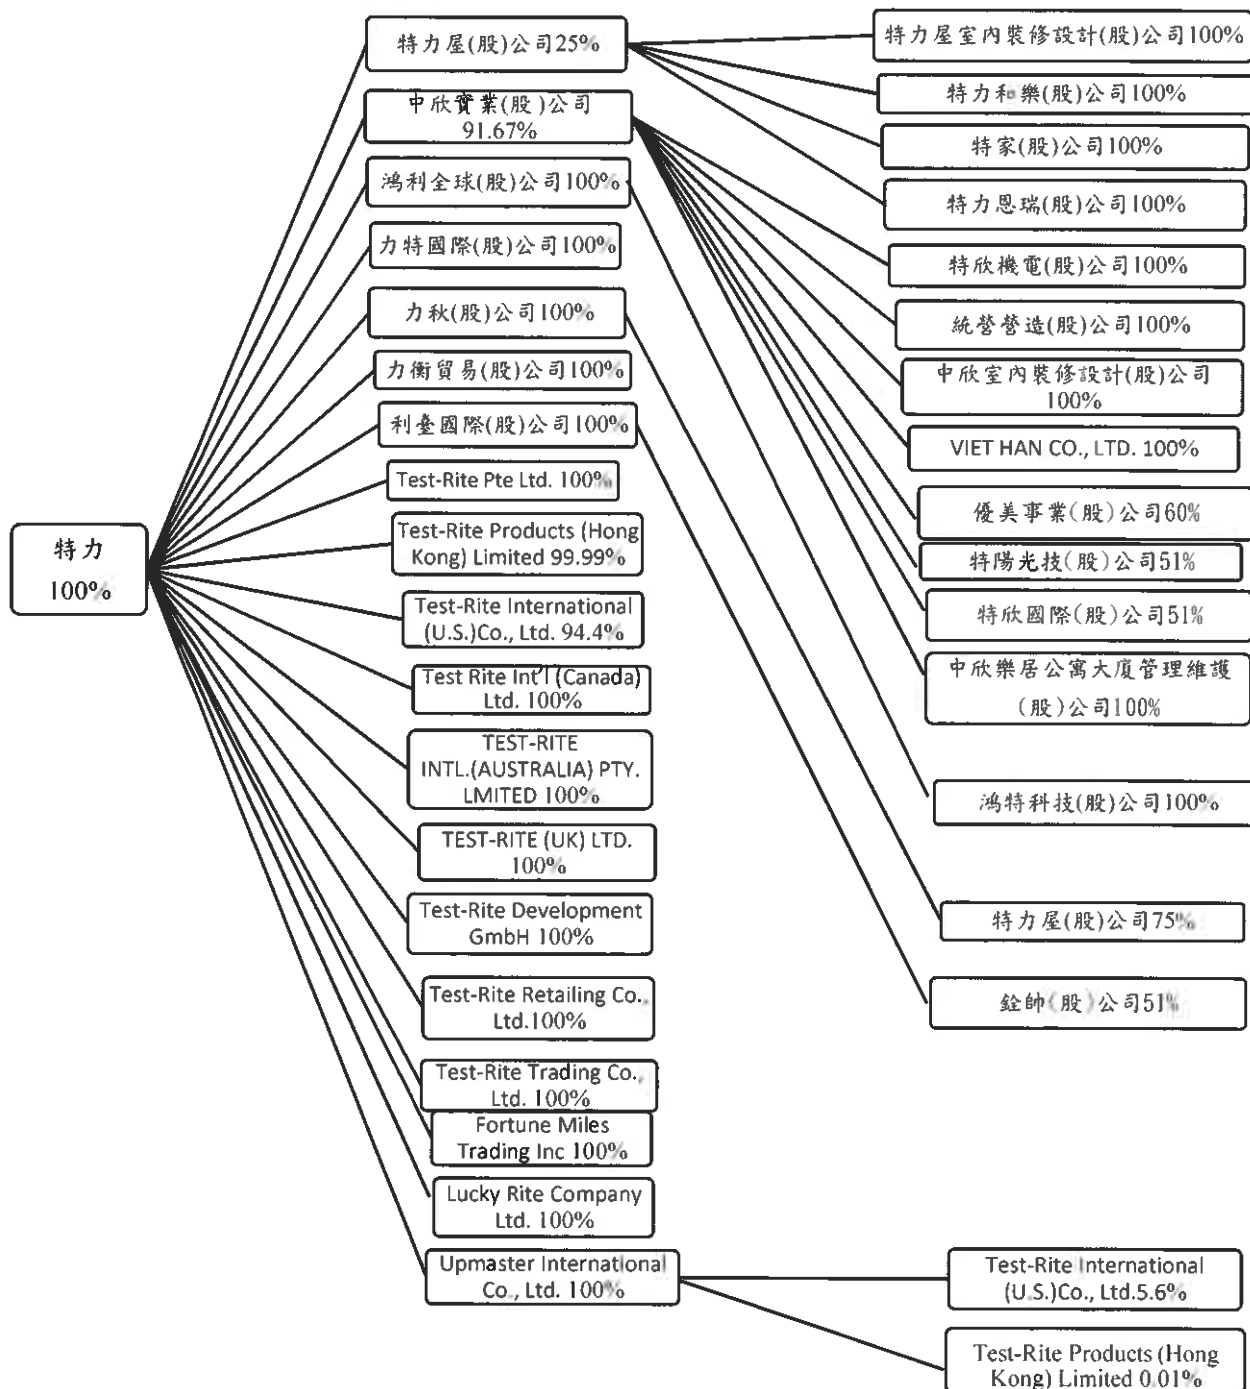 特力
100%
特力屋(股)公司25%
中欣實業(股)公司
91.67%
鴻利全球(股)公司100%
力特國際(股)公司100%
力秋(股)公司100%
力衡貿易(股)公司100%
利臺國際(股)公司100%
Test-Rite Pte Ltd. 100%
Test-Rite Products (Hong
Kong) Limited 99.99%
Test-Rite International
(U.S.)Co., Ltd. 94.4%
Test Rite Int'l (Canada)
Ltd. 100%
TEST-RITE
INTL.(AUSTRALIA) PTY.
LMITED 100%
TEST-RITE (UK) LTD.
100%
Test-Rite Development
GmbH 100%
Test-Rite Retailing Co.,
Ltd.100%
Test-Rite Trading Co.,
Ltd. 100%
Fortune Miles
Trading Inc 100%
Lucky Rite Company
Ltd. 100%
Upmaster International
Co., Ltd. 100%
特力屋室內裝修設計(股)公司100%
特力和樂(股)公司100%
特家(股)公司100%
特力恩瑞(股)公司100%
特欣機電(股)公司100%
統營營造(股)公司100%
中欣室內裝修設計(股)公司
100%
VIET HAN CO., LTD. 100%
優美事業(股)公司60%
特陽光技(股)公司51%
特欣國際(股)公司51%
中欣樂居公寓大廈管理維護
(股)公司100%
鴻特科技(股)公司100%
特力屋(股)公司75%
銓帥(股)公司51%
Test-Rite International
(U.S.)Co., Ltd.5.6%
Test-Rite Products (Hong
Kong) Limited 0.01%